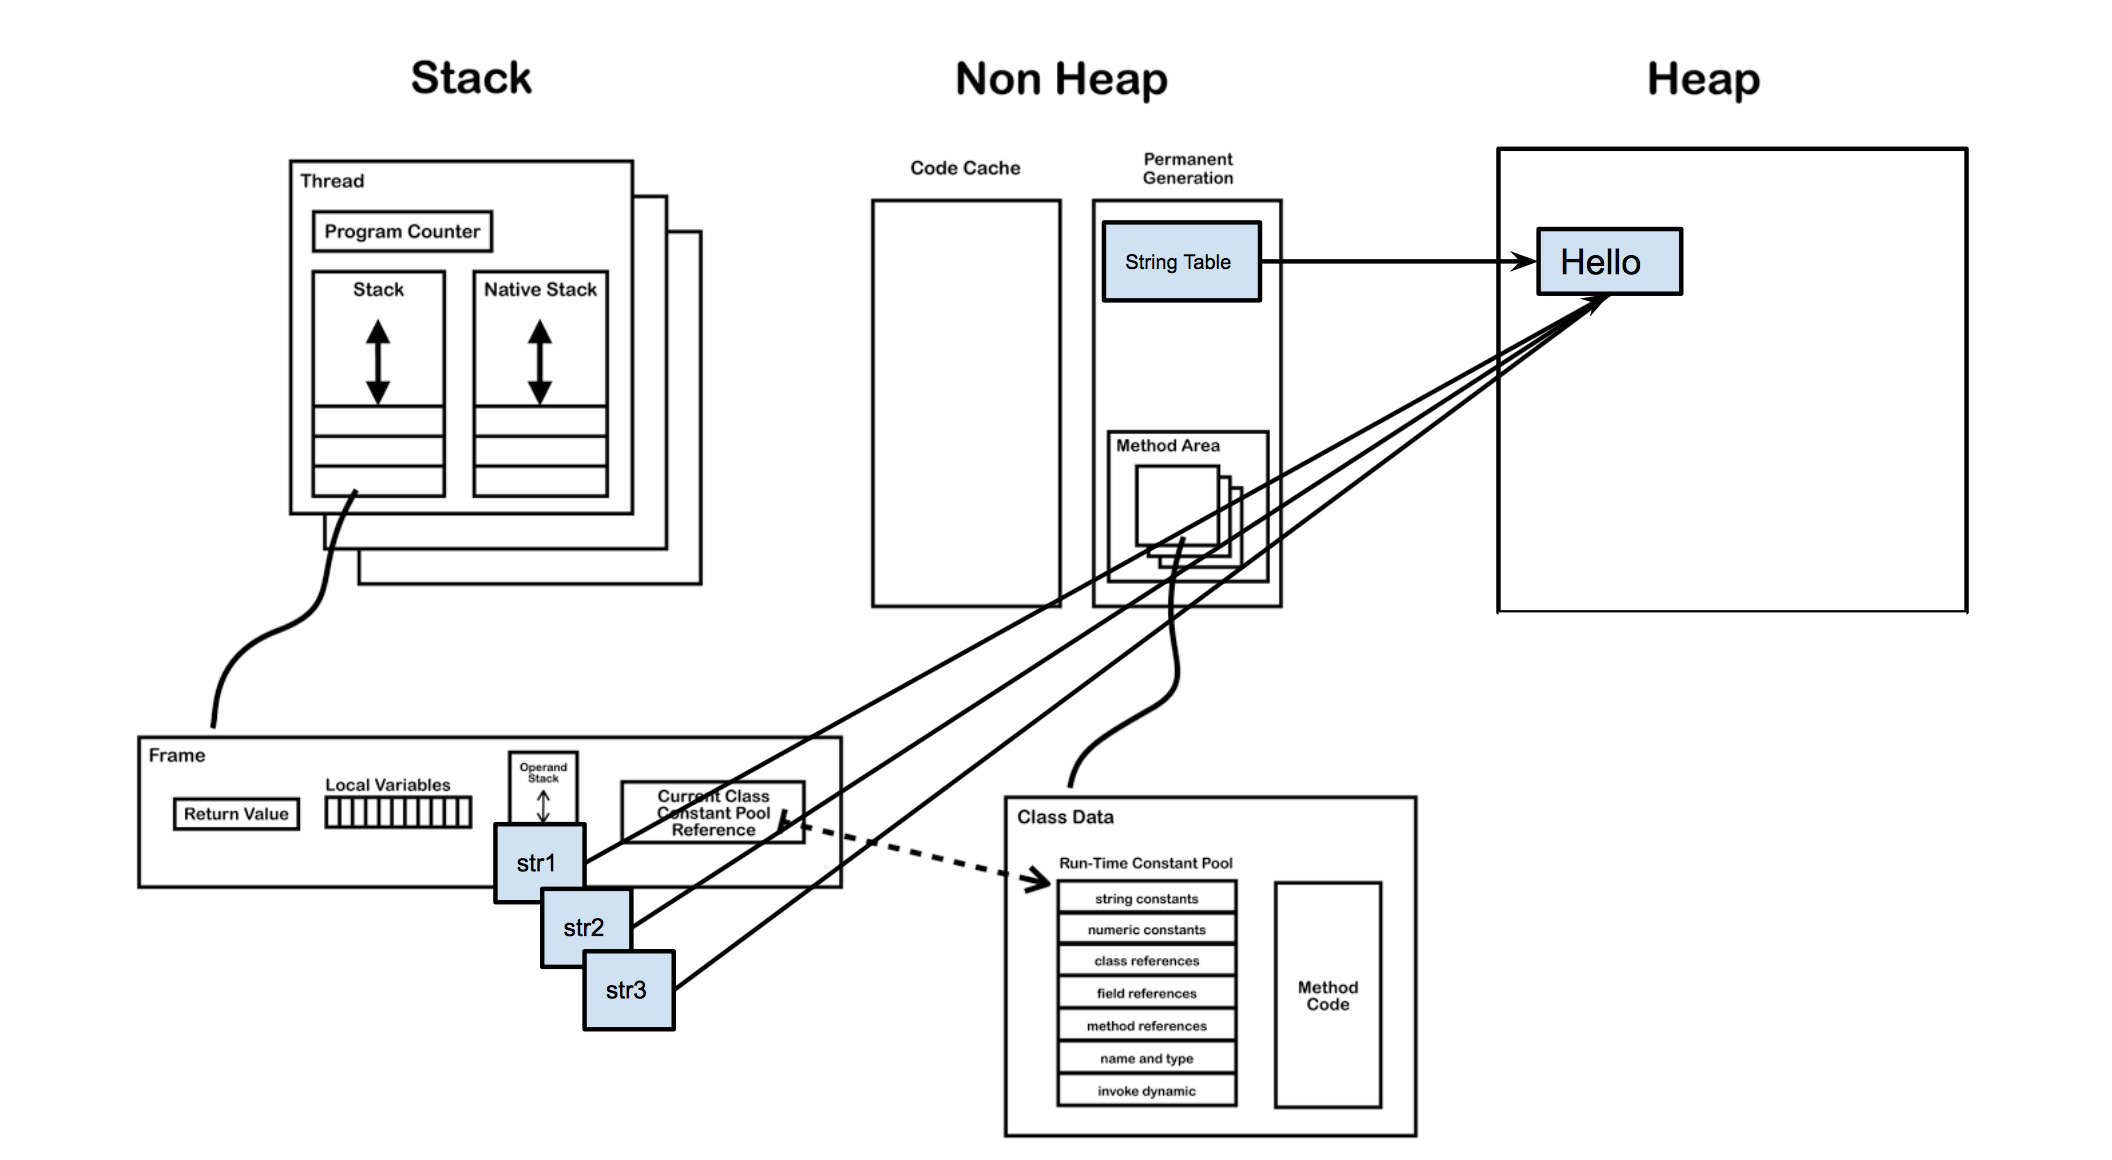 Stack
Non Heap
Heap
Thread
Program Counter
Stack
Native Stack
Code Cache
Permanent
Generation
String Table
Method Area
Hello
Frame
Return Value
Local Variables
Operand
Stack
Current Class
Constant Pool
Reference
str1
str2
str3
Class Data
Run-Time Constant Pool
string constants
numeric constants
class references
field references
method references
name and type
invoke dynamic
Method
Code